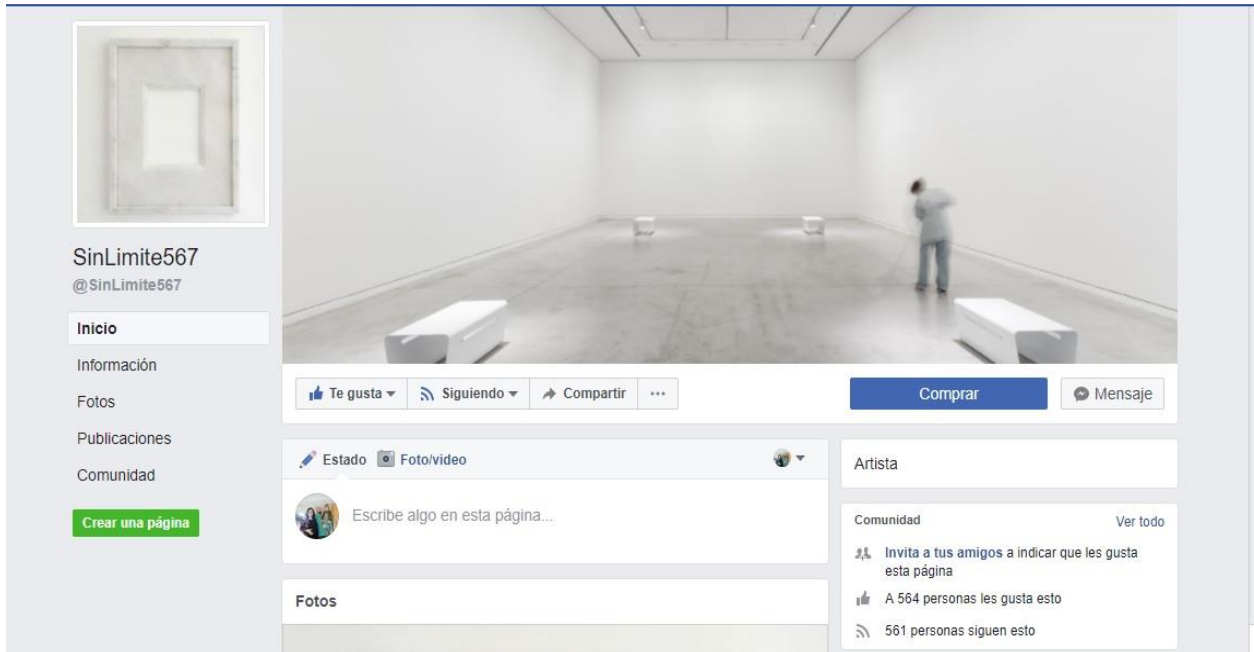 SinLimite567
@SinLimite567
Inicio
Información
Fotos
Publicaciones
Comunidad
Crear una página
Te gusta
Siguiendo
Compartir
Comprar
Mensaje
Estado
Foto/video
Escribe algo en esta página...
Fotos
Artista
Comunidad
Ver todo
Invita a tus amigos a indicar que les gusta
esta página
A 564 personas les gusta esto
561 personas siguen esto